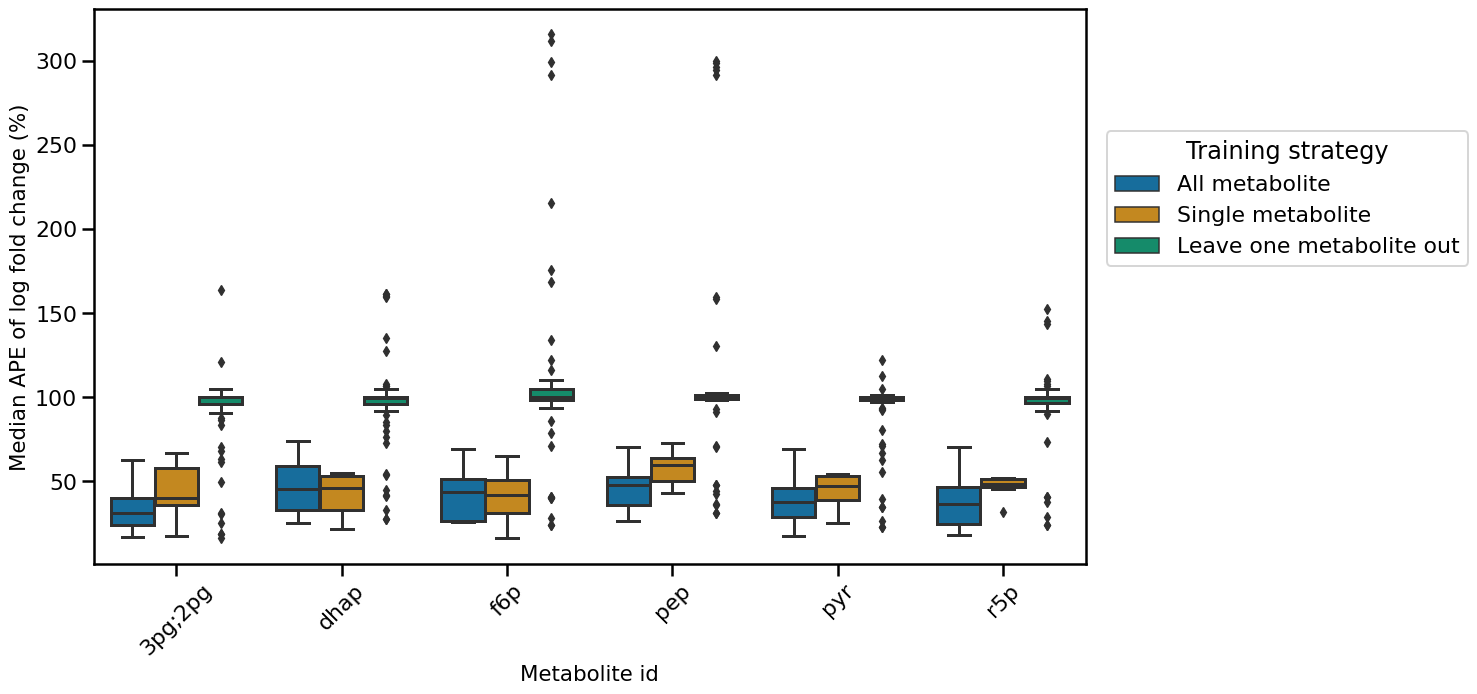 Median APE of log fold change (%)
300
250
200
150
100
50
3pg;2pg
dhap
f6p
pep
pyr
r5p
Metabolite id
Training strategy
All metabolite
Single metabolite
Leave one metabolite out